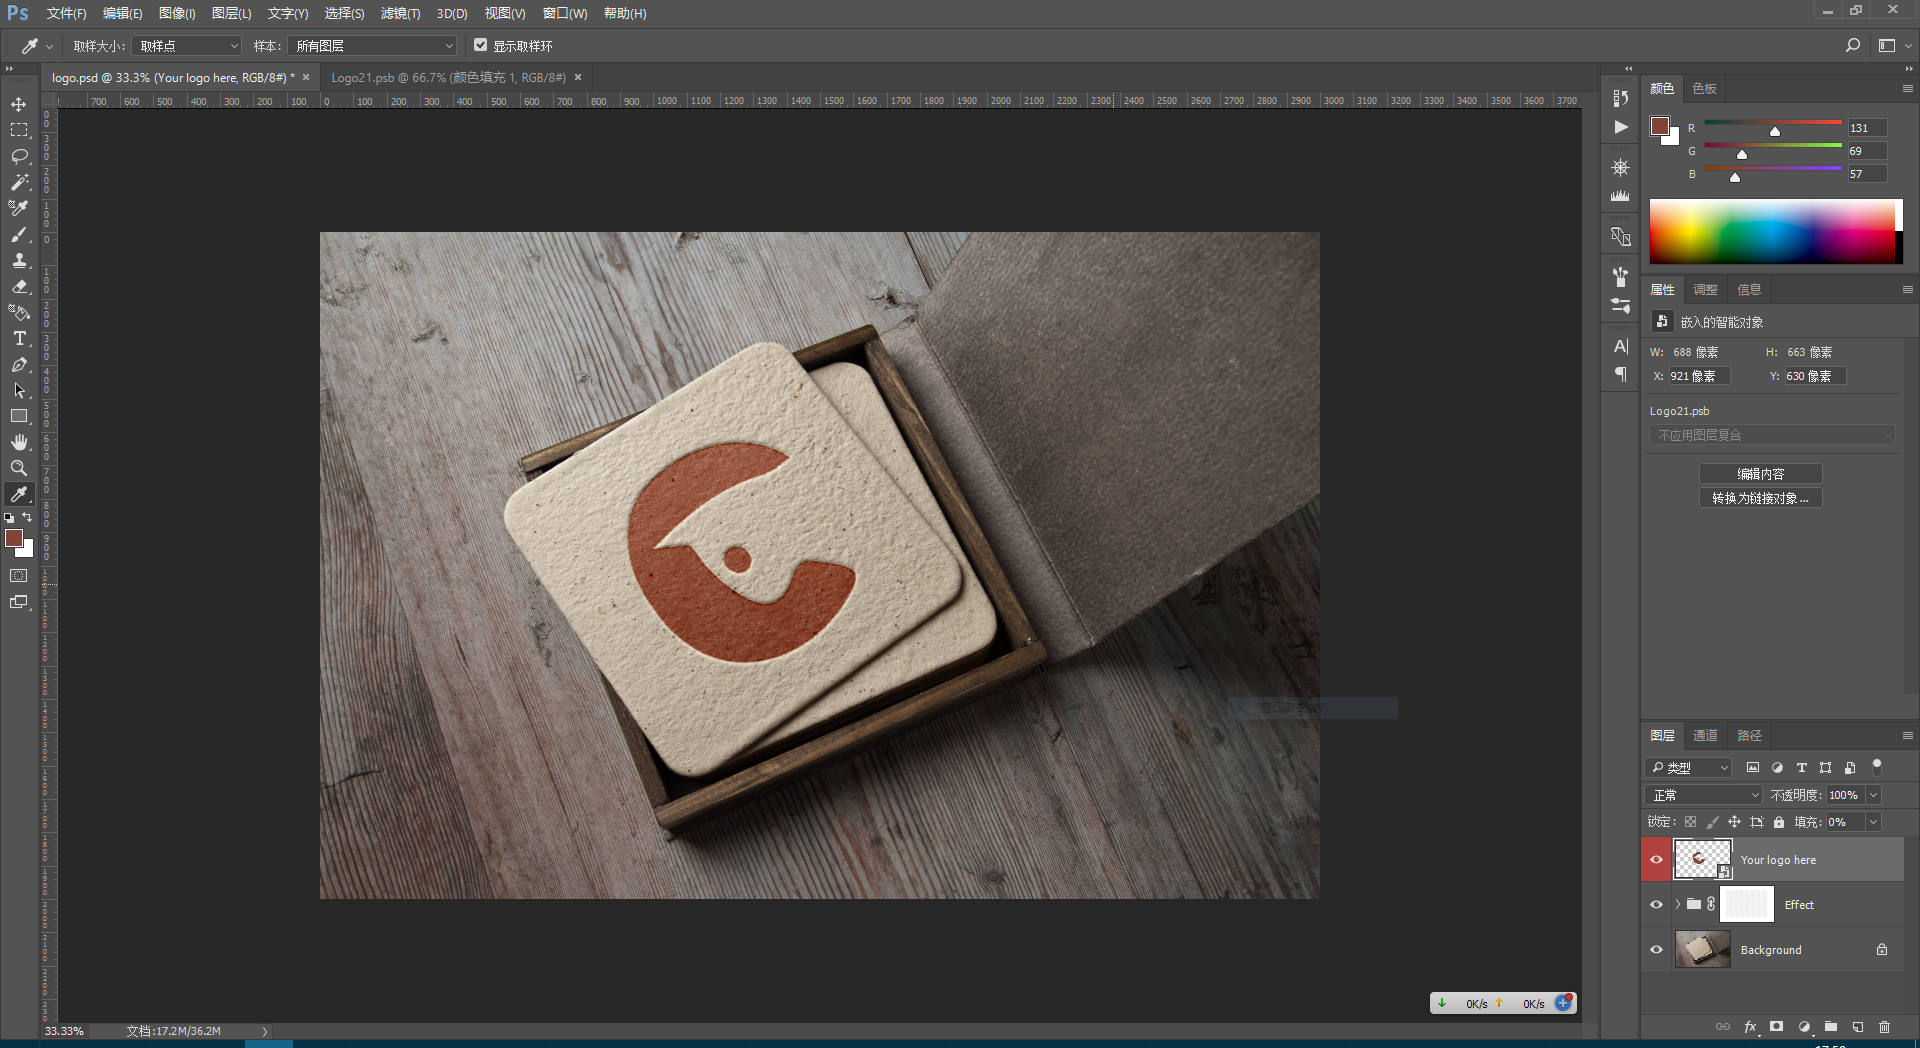 Ps 文件(F) 编辑(E) 图像(I) 图层(L) 文字(Y) 选择(S) 滤镜(T) 3D(D) 视图(V) 窗口(W) 帮助(H)
取样大小: 取样点 样本: 所有图层 显示取样环
logo.psd @ 33.3% (Your logo here, RGB/8#) * × Logo21.psb @ 66.7% (颜色填充 1, RGB/8#) ×
700 600 500 400 300 200 100 0 100 200 300 400 500 600 700 800 900 1000 1100 1200 1300 1400 1500 1600 1700 1800 1900 2000 2100 2200 2300 2400 2500 2600 2700 2800 2900 3000 3100 3200 3300 3400 3500 3600 3700
颜色 色板
R 131
G 69
B 57
属性 调整 信息
嵌入的智能对象
W: 688 像素 H: 663 像素
X: 921 像素 Y: 630 像素
Logo21.psb
不应用图层复合
编辑内容
转换为链接对象...
图层 通道 路径
类型
正常 不透明度: 100%
锁定: 填充: 0%
Your logo here
Effect
Background
0K/s 0K/s
33.33% 文档:17.2M/36.2M